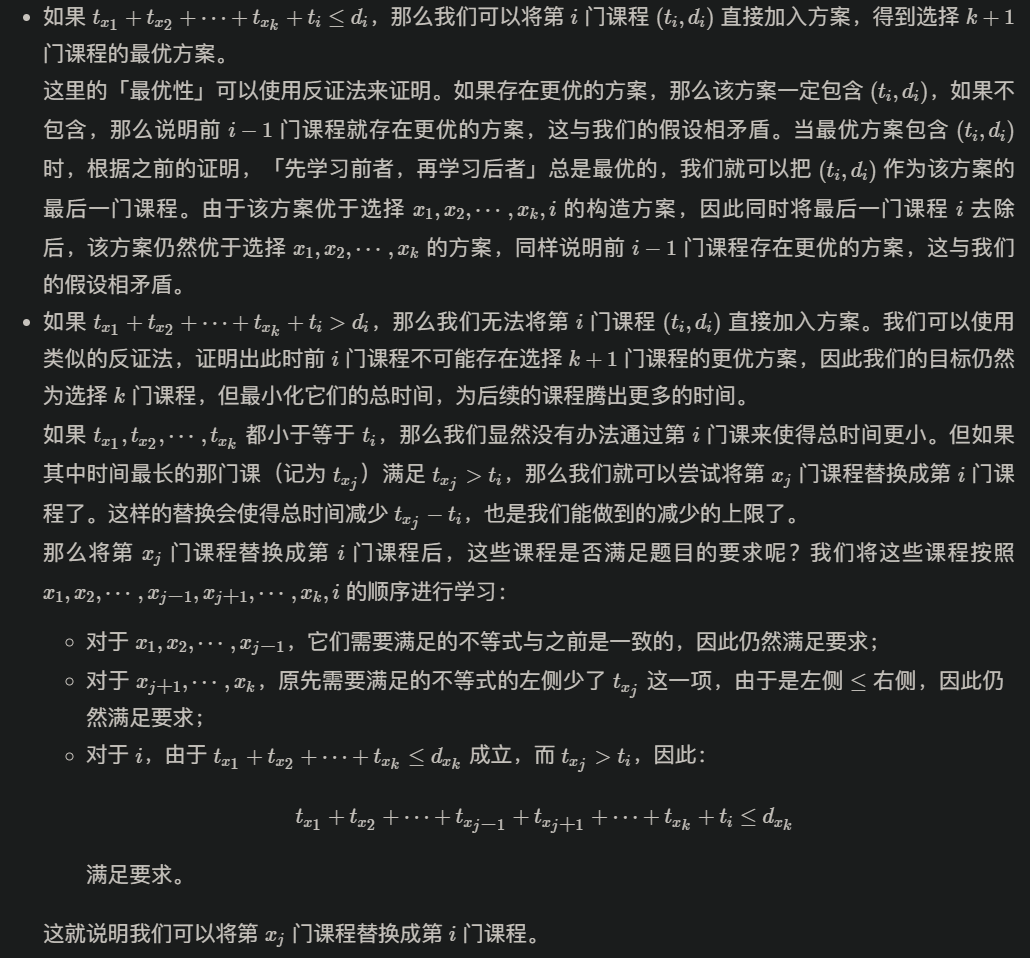 • 如果 t_{x_1} + t_{x_2} + ⋯ + t_{x_k} + t_i ≤ d_i，那么我们可以将第 i 门课程 (t_i, d_i) 直接加入方案，得到选择 k + 1
门课程的最优方案。
这里的「最优性」可以使用反证法来证明。如果存在更优的方案，那么该方案一定包含 (t_i, d_i)，如果不
包含，那么说明前 i − 1 门课程就存在更优的方案，这与我们的假设相矛盾。当最优方案包含 (t_i, d_i)
时，根据之前的证明，「先学习前者，再学习后者」总是最优的，我们就可以把 (t_i, d_i) 作为该方案的
最后一门课程。由于该方案优于选择 x_1, x_2, ⋯, x_k, i 的构造方案，因此同时将最后一门课程 i 去除
后，该方案仍然优于选择 x_1, x_2, ⋯, x_k 的方案，同样说明前 i − 1 门课程存在更优的方案，这与我们
的假设相矛盾。
• 如果 t_{x_1} + t_{x_2} + ⋯ + t_{x_k} + t_i > d_i，那么我们无法将第 i 门课程 (t_i, d_i) 直接加入方案。我们可以使用
类似的反证法，证明出此时前 i 门课程不可能存在选择 k + 1 门课程的更优方案，因此我们的目标仍然
为选择 k 门课程，但最小化它们的总时间，为后续的课程腾出更多的时间。
如果 t_{x_1}, t_{x_2}, ⋯, t_{x_k} 都小于等于 t_i，那么我们显然没有办法通过第 i 门课来使得总时间更小。但如果
其中时间最长的那门课（记为 t_{x_j}）满足 t_{x_j} > t_i，那么我们就可以尝试将第 x_j 门课程替换成第 i 门课
程了。这样的替换会使得总时间减少 t_{x_j} − t_i，也是我们能做到的减少的上限了。
那么将第 x_j 门课程替换成第 i 门课程后，这些课程是否满足题目的要求呢？我们将这些课程按照
x_1, x_2, ⋯, x_{j−1}, x_{j+1}, ⋯, x_k, i 的顺序进行学习：
◦ 对于 x_1, x_2, ⋯, x_{j−1}，它们需要满足的不等式与之前是一致的，因此仍然满足要求；
◦ 对于 x_{j+1}, ⋯, x_k，原先需要满足的不等式的左侧少了 t_{x_j} 这一项，由于是左侧 ≤ 右侧，因此仍
然满足要求；
◦ 对于 i，由于 t_{x_1} + t_{x_2} + ⋯ + t_{x_k} ≤ d_{x_k} 成立，而 t_{x_j} > t_i，因此：
t_{x_1} + t_{x_2} + ⋯ + t_{x_{j−1}} + t_{x_{j+1}} + ⋯ + t_{x_k} + t_i ≤ d_{x_k}
满足要求。
这就说明我们可以将第 x_j 门课程替换成第 i 门课程。